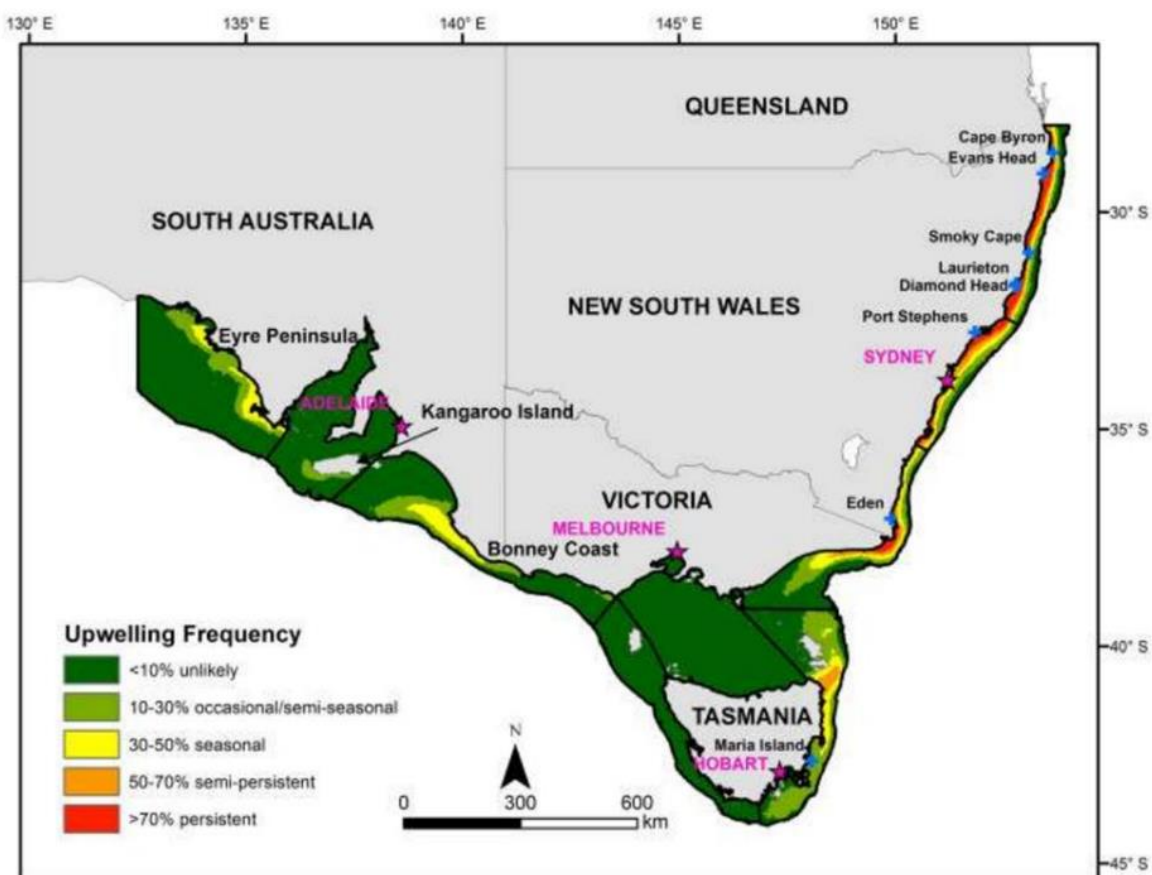 130° E
135° E
140° E
145° E
150° E
QUEENSLAND
Cape Byron
Evans Head
30° S
SOUTH AUSTRALIA
Smoky Cape
Laurieton
Diamond Head
NEW SOUTH WALES
Port Stephens
Eyre Peninsula
SYDNEY
ADELAIDE
Kangaroo Island
35° S
VICTORIA
Eden
MELBOURNE
Bonney Coast
Upwelling Frequency
<10% unlikely
10-30% occasional/semi-seasonal
30-50% seasonal
50-70% semi-persistent
>70% persistent
40° S
TASMANIA
Maria Island
HOBART
N
0 300 600
km
45° S